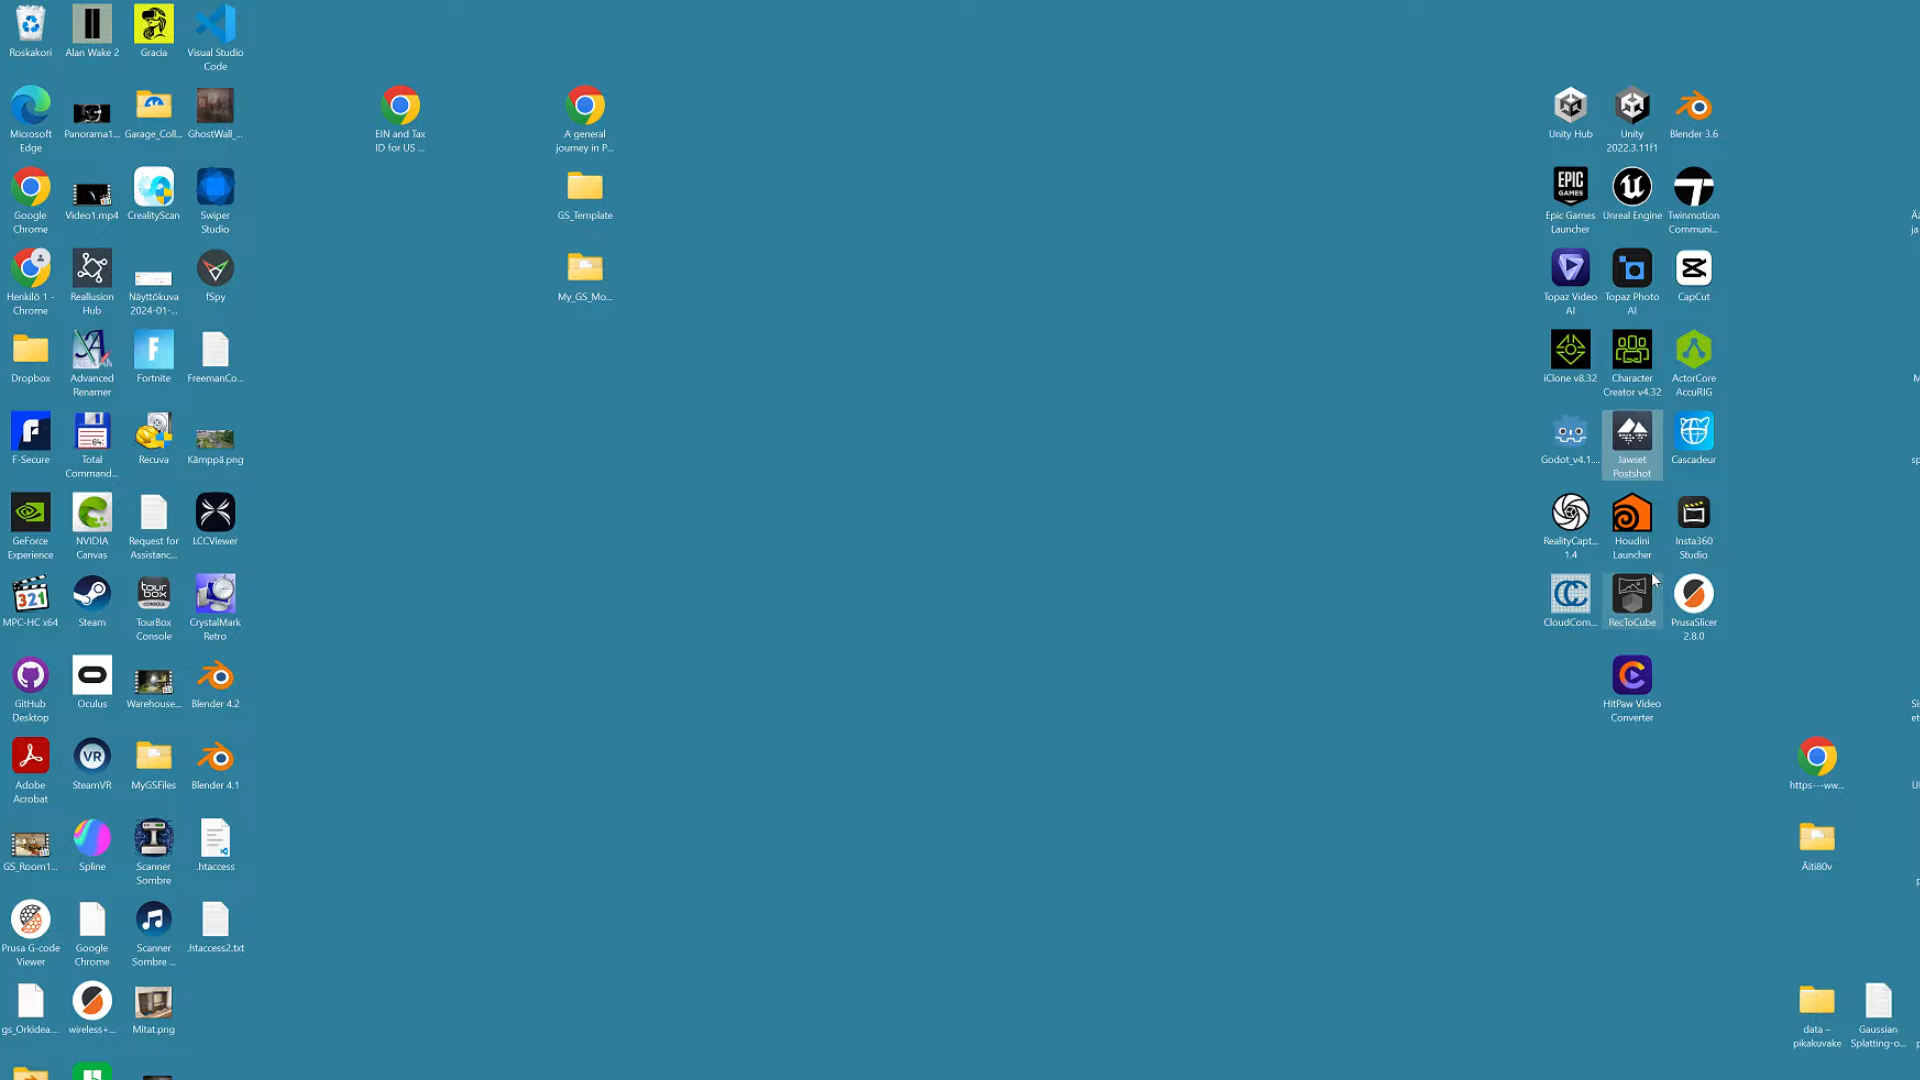 Roskakori
Alan Wake 2
Gracia
Visual Studio
Code
Microsoft
Edge
Panorama1...
Garage_Coll...
GhostWall_...
EIN and Tax
ID for US ...
A general
journey in P...
Unity Hub
Unity
2022.3.11f1
Blender 3.6
Google
Chrome
Video1.mp4
CrealityScan
Swiper
Studio
GS_Template
EPIC
GAMES
Epic Games
Launcher
Unreal Engine
Twinmotion
Communi...
Henkilö 1 -
Chrome
Reallusion
Hub
Näyttökuva
2024-01-...
fSpy
My_GS_Mo...
Topaz Video
AI
Topaz Photo
AI
CapCut
Dropbox
Advanced
Renamer
Fortnite
FreemanCo...
iClone v8.32
Character
Creator v4.32
ActorCore
AccuRIG
F-Secure
64
Total
Command...
Recuva
Kämppä.png
Godot_v4.1....
Jawset
Postshot
Cascadeur
GeForce
Experience
NVIDIA
Canvas
Request for
Assistanc...
LCCViewer
RealityCapt...
1.4
Houdini
Launcher
Insta360
Studio
321
MPC-HC x64
Steam
tour
box
CONSOLE
TourBox
Console
CrystalMark
Retro
CloudCom...
RecToCube
PrusaSlicer
2.8.0
GitHub
Desktop
Oculus
Warehouse...
Blender 4.2
HitPaw Video
Converter
Adobe
Acrobat
VR
SteamVR
MyGSFiles
Blender 4.1
https---ww...
GS_Room1...
Spline
Scanner
Sombre
.htaccess
Äiti80v
Prusa G-code
Viewer
Google
Chrome
Scanner
Sombre ...
.htaccess2.txt
gs_Orkidea....
wireless+...
Mitat.png
data –
pikakuvake
Gaussian
Splatting-o...